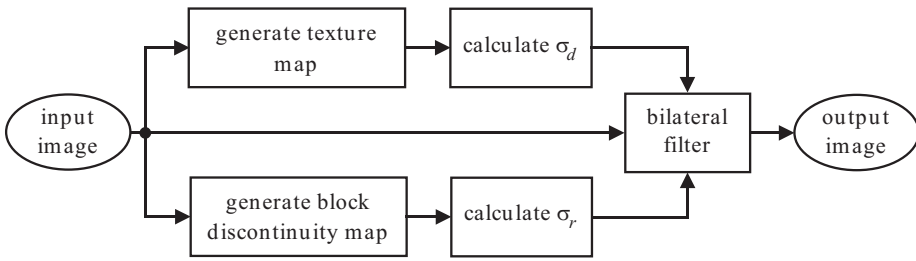 generate texture
map
calculate σd
input
image
bilateral
filter
output
image
generate block
discontinuity map
calculate σr